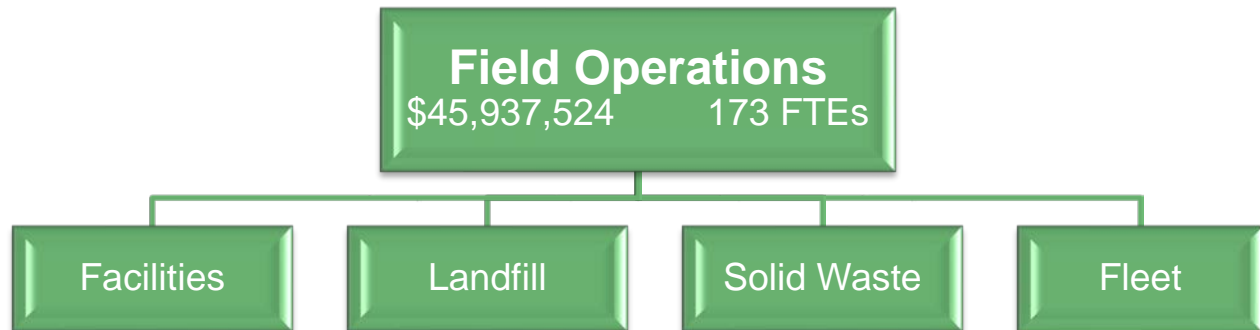 Field Operations
$45,937,524 173 FTEs
Facilities
Landfill
Solid Waste
Fleet